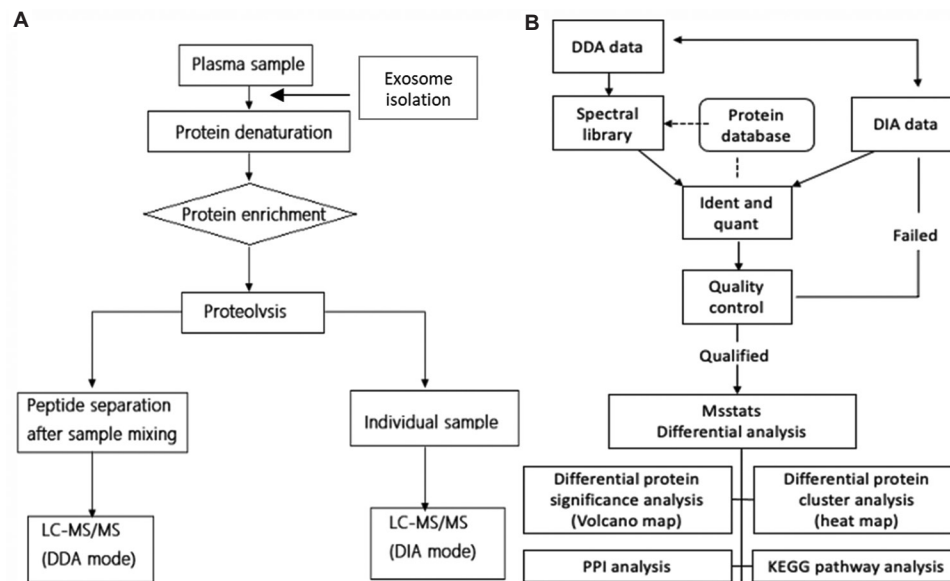 A
Plasma sample
Exosome
isolation
Protein denaturation
Protein enrichment
Proteolvsis
Peptide separation
after sample mixing
Individual sample
LC-MS/MS
(DDA mode)
LC-MS/MS
(DIA mode)
B
DDA data
Spectral
library
Protein
database
DIA data
Ident and
quant
Failed
Quality
control
Qualified
Msstats
Differential analysis
Differential protein
significance analysis
(Volcano map)
Differential protein
cluster analysis
(heat map)
PPI analysis
KEGG pathway analysis